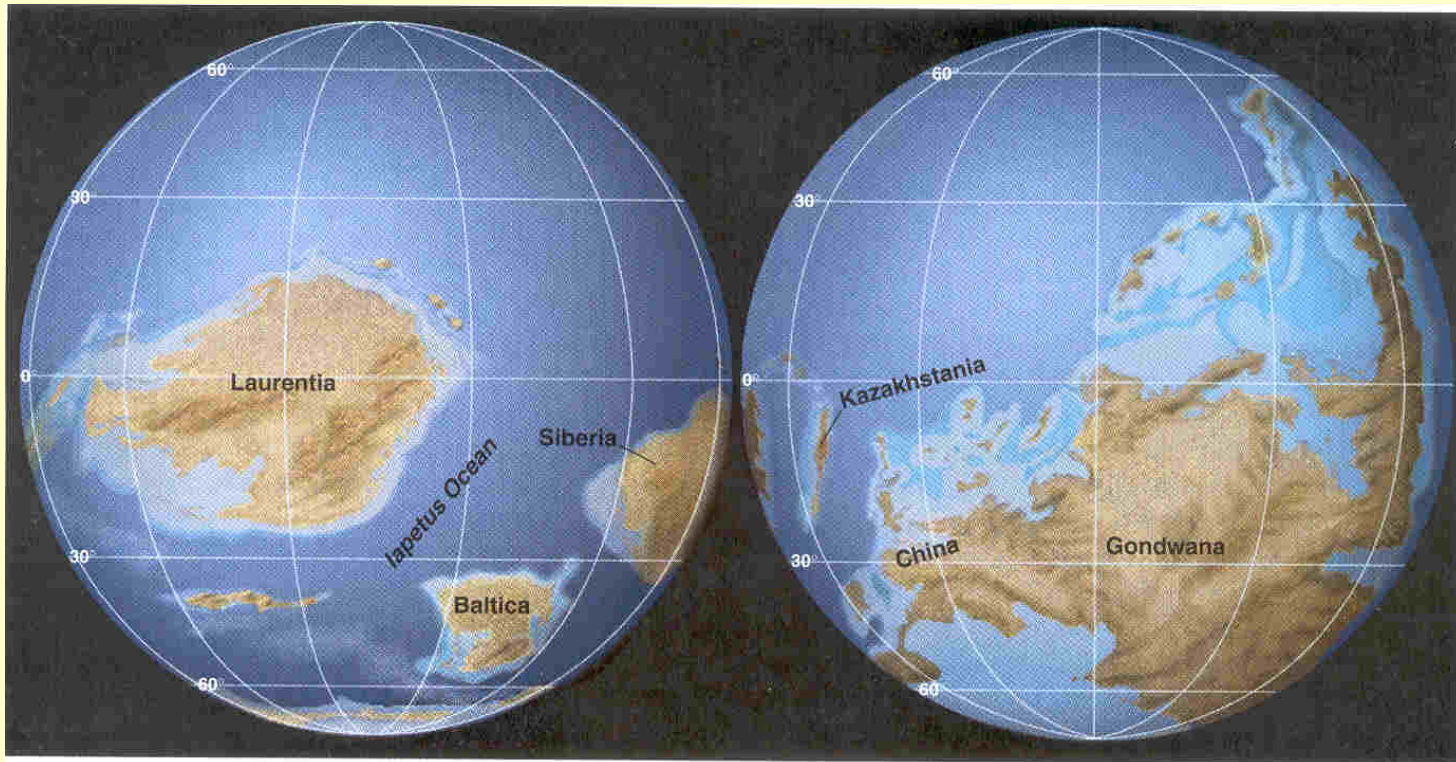 60°
30
0°
30°
60°
Laurentia
Iapetus Ocean
Siberia
Baltica
60°
30°
0°
30°
60
Kazakhstania
China
Gondwana